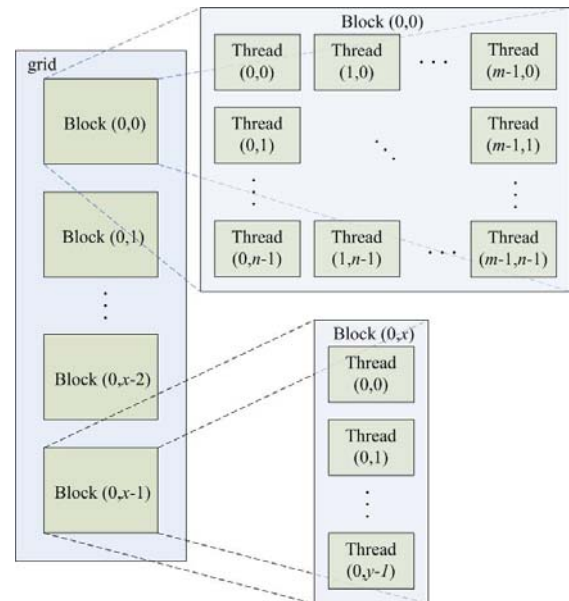 grid
Block (0,0)
Block (0,1)
Block (0,x-2)
Block (0,x-1)
Block (0,0)
Thread
(0,0)
Thread
(1,0)
Thread
(m-1,0)
Thread
(0,1)
Thread
(m-1,1)
Thread
(0,n-1)
Thread
(1,n-1)
Thread
(m-1,n-1)
Block (0,x)
Thread
(0,0)
Thread
(0,1)
Thread
(0,y-1)